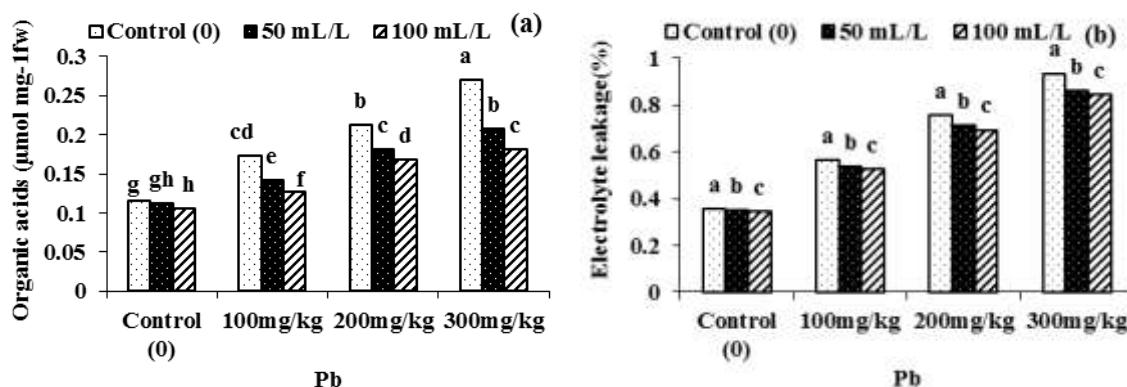 Control (0) 50 mL/L 100 mL/L (a)
Organic acids (µmol mg-1fw)
0.3
0.25
0.2
0.15
0.1
0.05
0
g gh h
cd e f
b c d
a b c
Control (0) 100mg/kg 200mg/kg 300mg/kg
Pb
Control (0) 50 mL/L 100 mL/L (b)
Electrolyte leakage(%)
1
0.8
0.6
0.4
0.2
0
a b c
a b c
a b c
a b c
Control (0) 100mg/kg 200mg/kg 300mg/kg
Pb